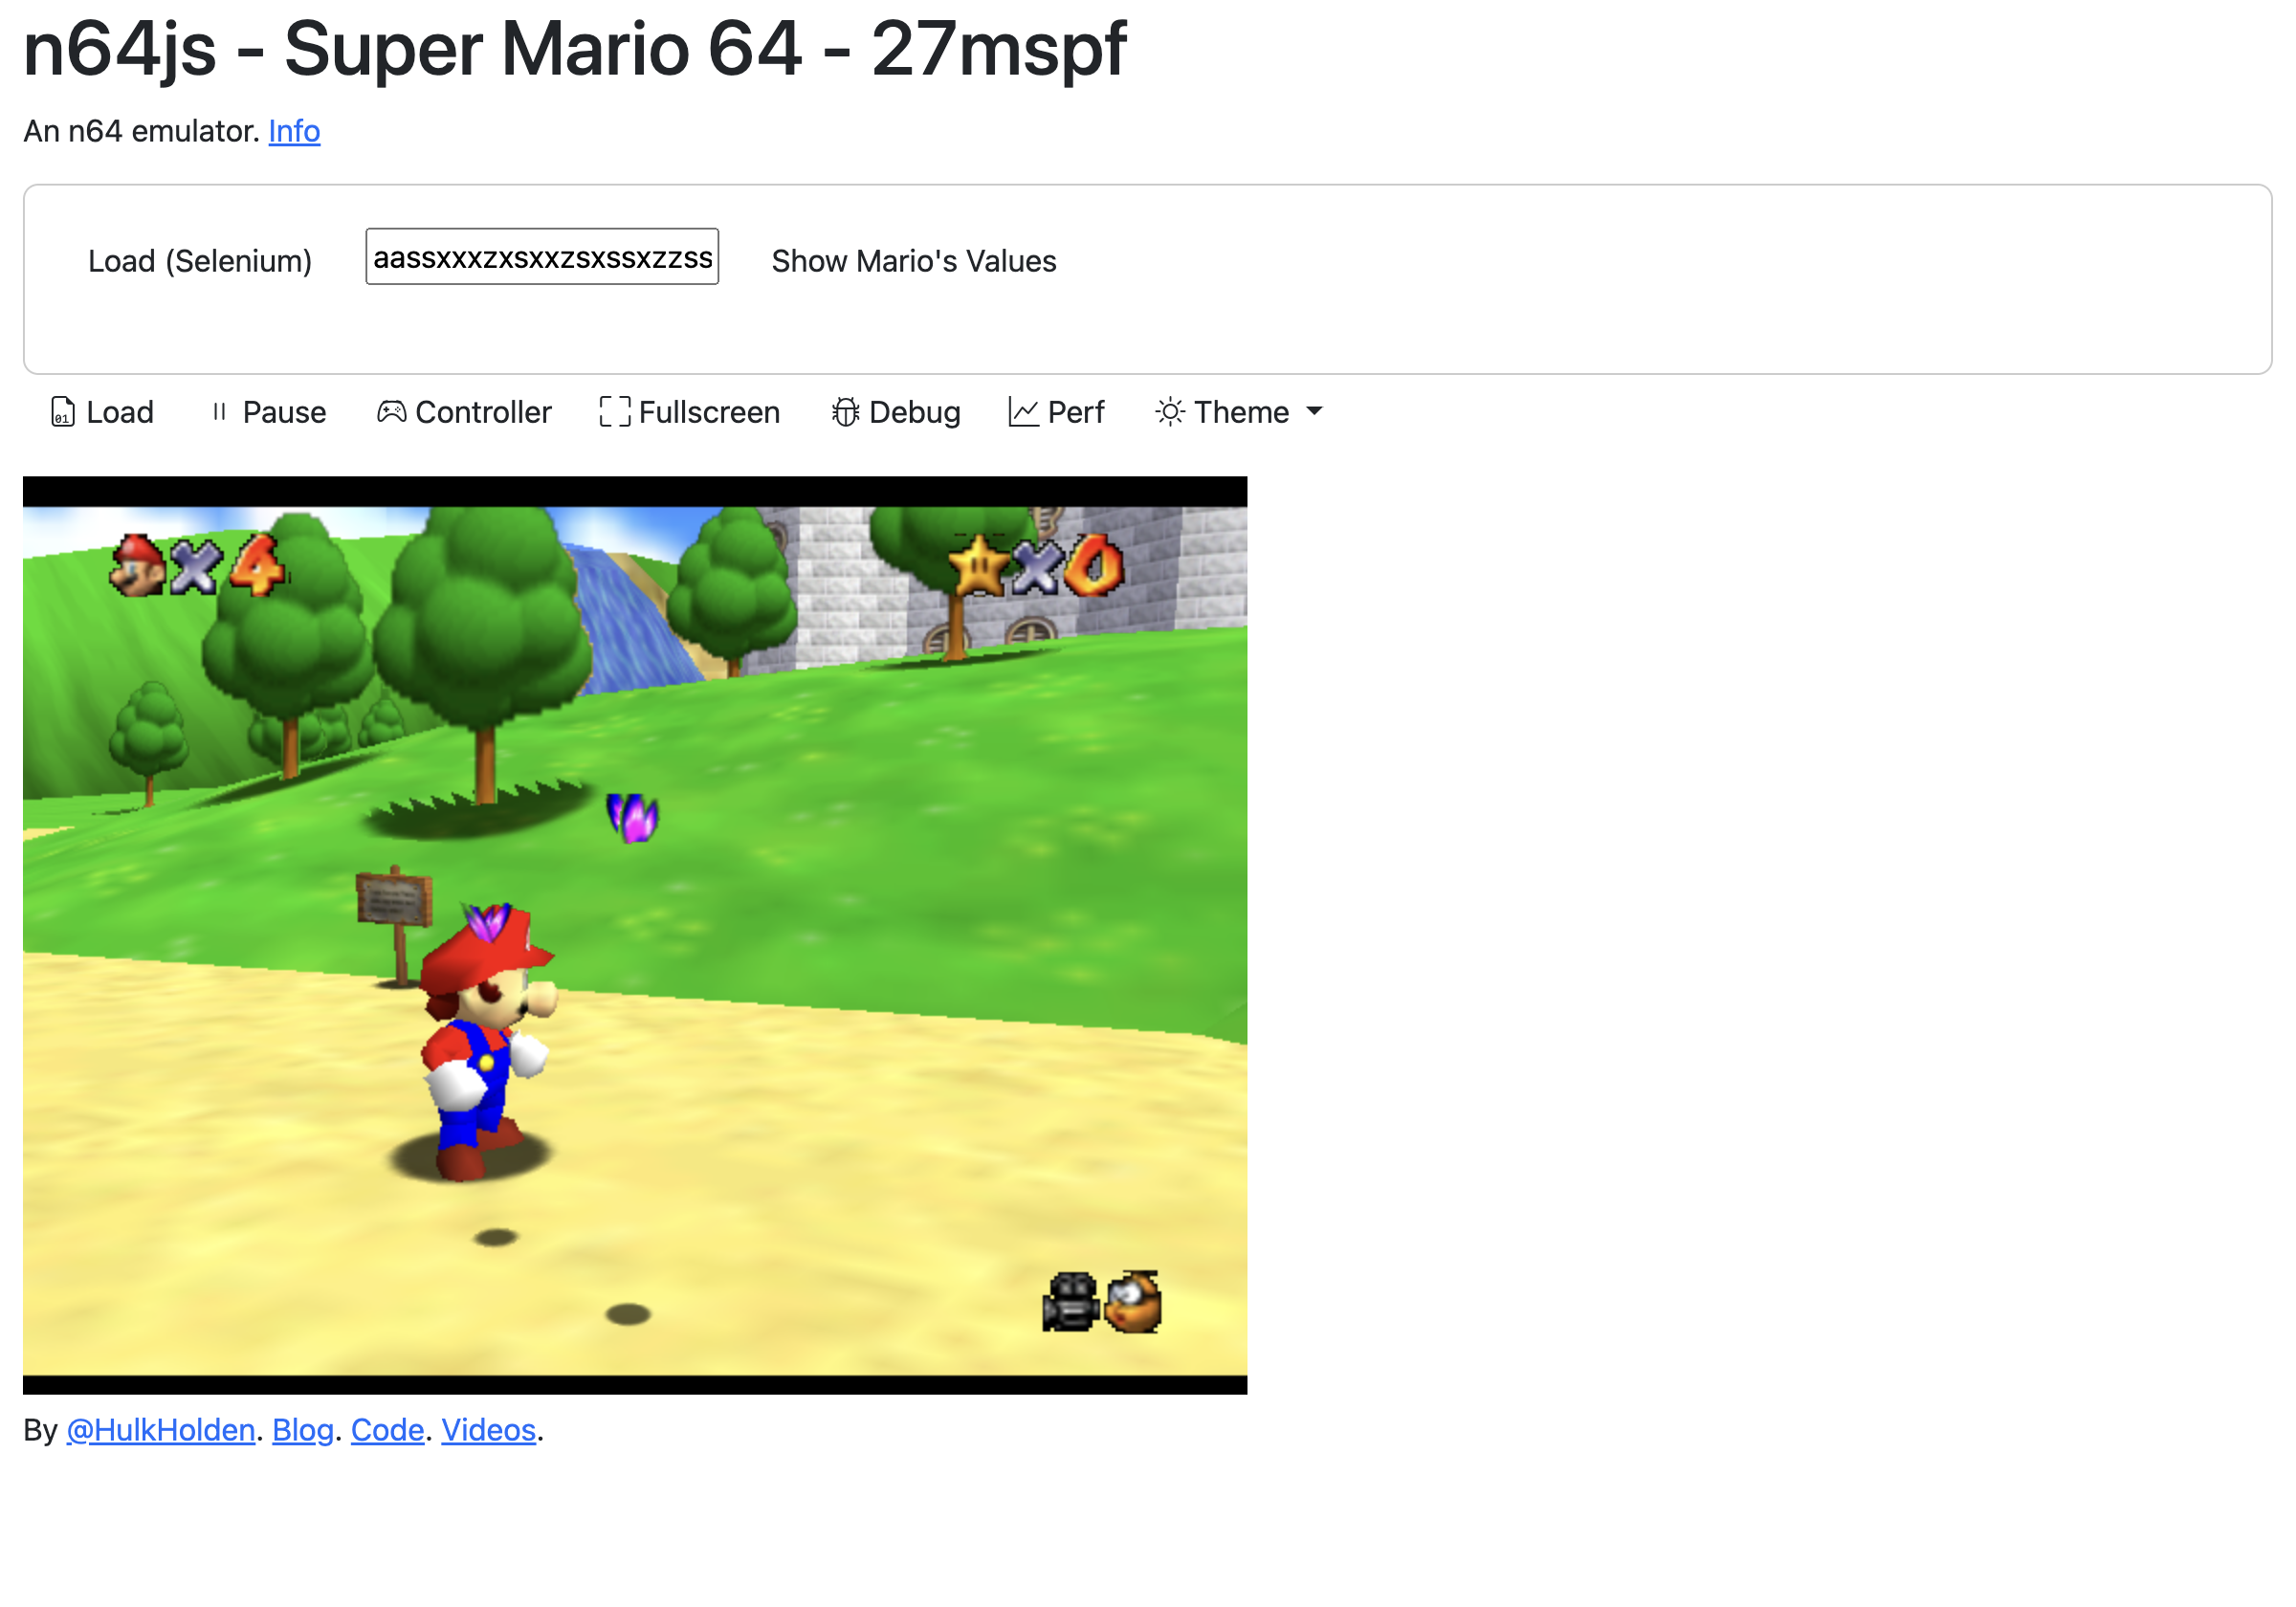 n64js - Super Mario 64 - 27mspf
An n64 emulator. Info
Load (Selenium) aassxxxzxsxxzsxssxzzss Show Mario's Values
Load Pause Controller Fullscreen Debug Perf Theme
×4 ×0
By @HulkHolden. Blog. Code. Videos.